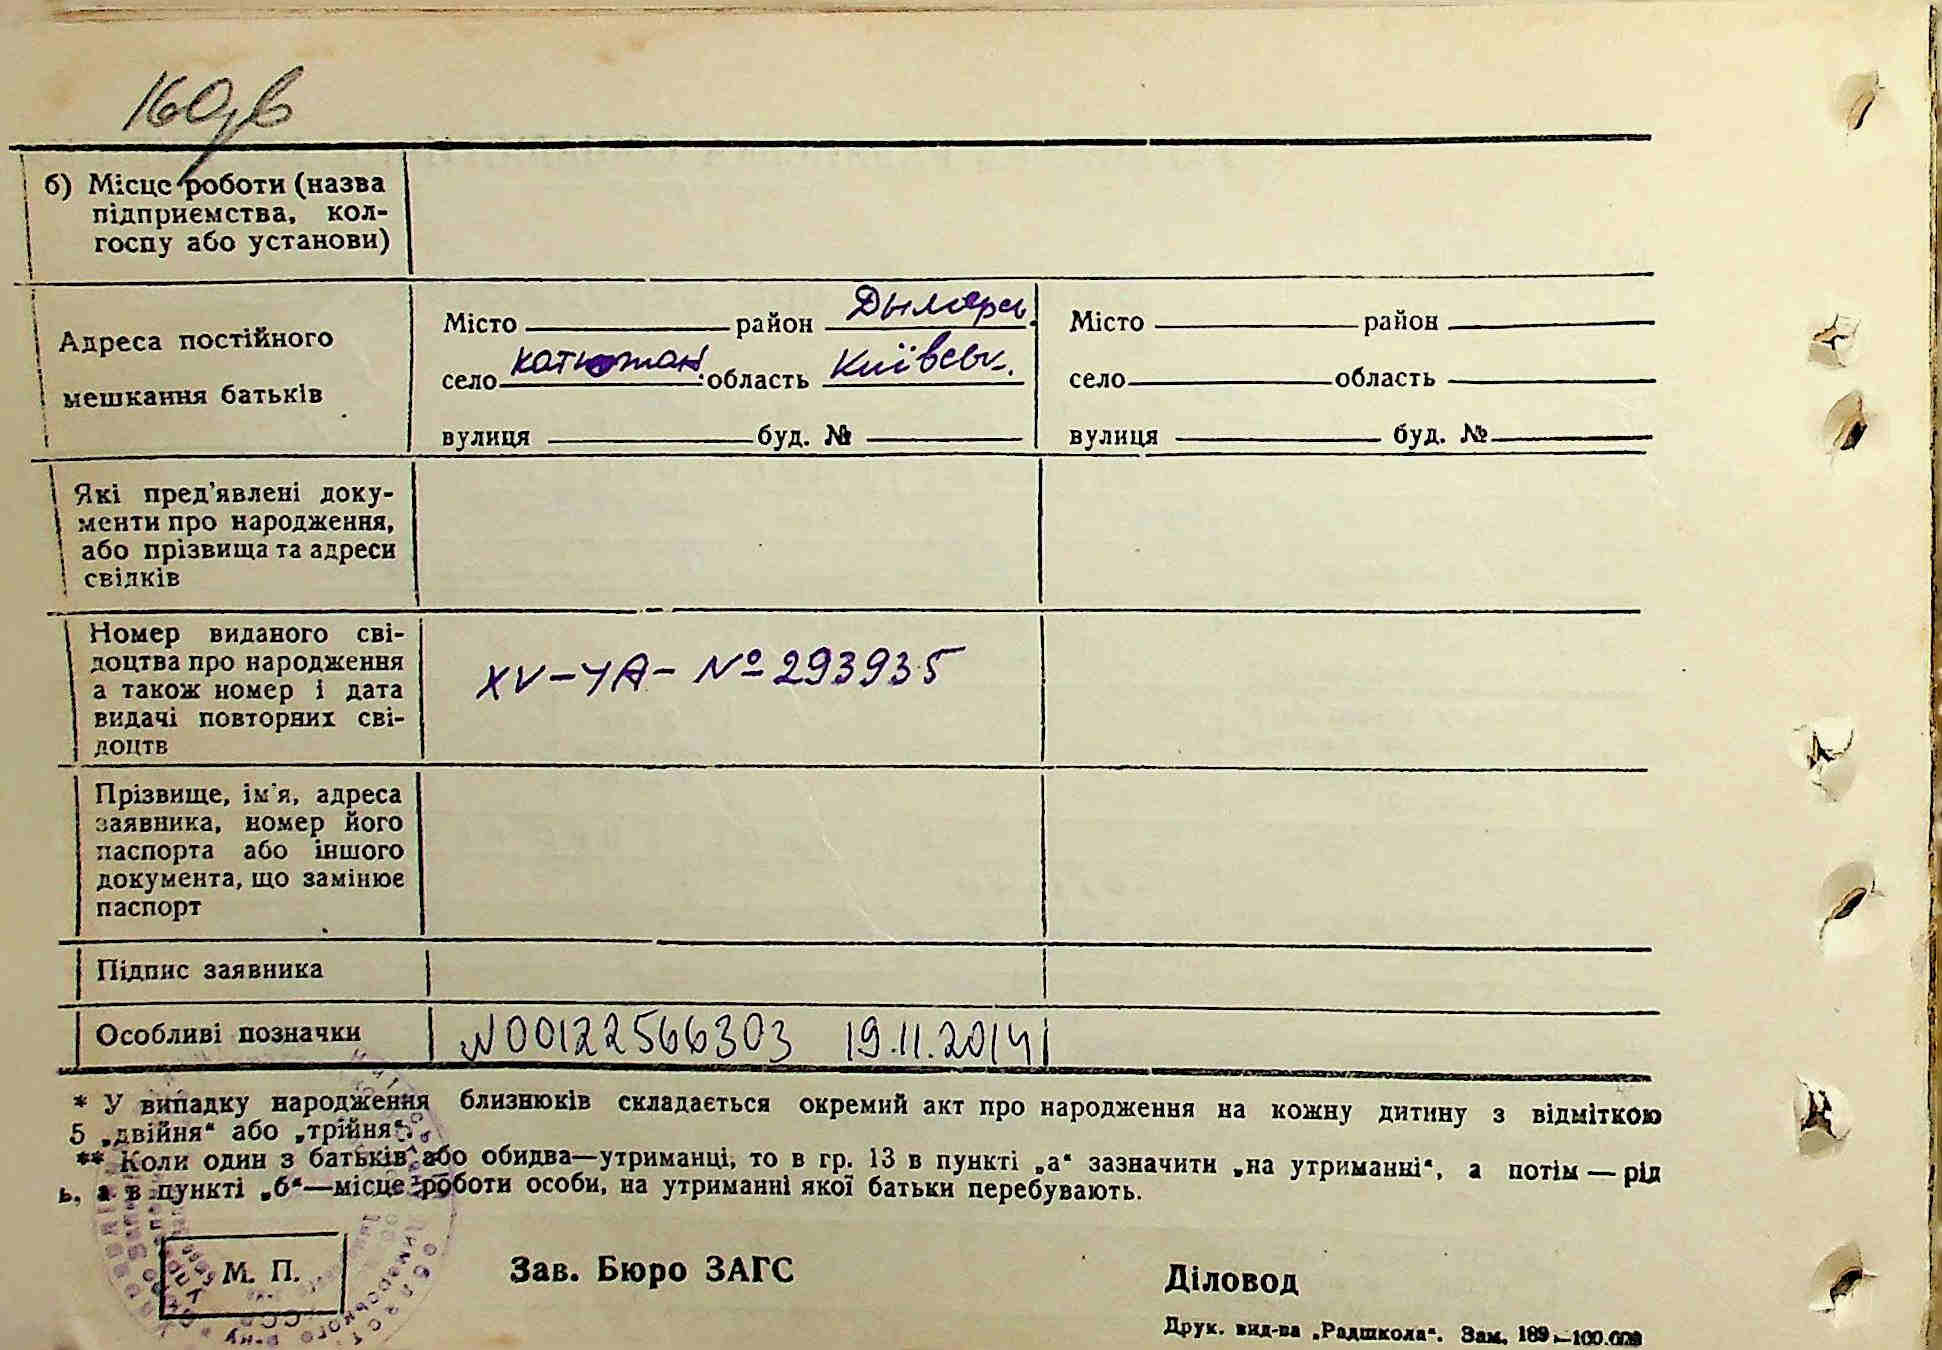 160зв
б) Місце роботи (назва
підприємства, кол-
госпу або установи)
Адреса постійного
мешкання батьків
Місто район Дымарсь.
село Катюжан. область Київськ.
вулиця буд. №
Місто район
село область
вулиця буд. №
Які пред'явлені доку-
менти про народження,
або прізвища та адреси
свідків
Номер виданого сві-
доцтва про народження
а також номер і дата
видачі повторних сві-
доцтв
XV-УА-№293935
Прізвище, ім'я, адреса
заявника, номер його
паспорта або іншого
документа, що замінює
паспорт
Підпис заявника
Особливі позначки
N00122566303 19.11.2014
* У випадку народження близнюків складається окремий акт про народження на кожну дитину з відміткою
5 „двійня“ або „трійня“.
** Коли один з батьків або обидва—утриманці, то в гр. 13 в пункті „а“ зазначити „на утриманні“, а потім — рід
ь, а в пункті „б“—місце роботи особи, на утриманні якої батьки перебувають.
М. П.
Зав. Бюро ЗАГС
Діловод
Друк. вид-ва „Радшкола“. Зам. 189—100.000